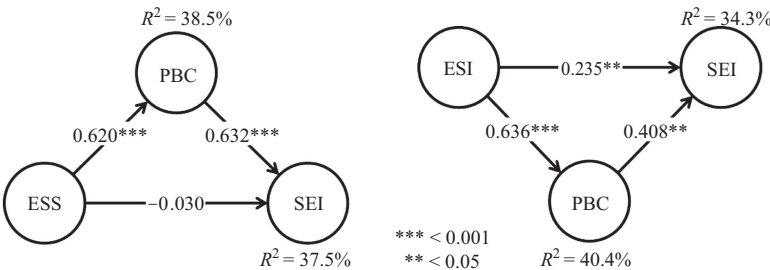 R² = 38.5%
PBC
0.620***
0.632***
ESS
−0.030
SEI
R² = 37.5%
R² = 34.3%
ESI
0.235**
SEI
0.636***
0.408**
PBC
R² = 40.4%
*** < 0.001
** < 0.05